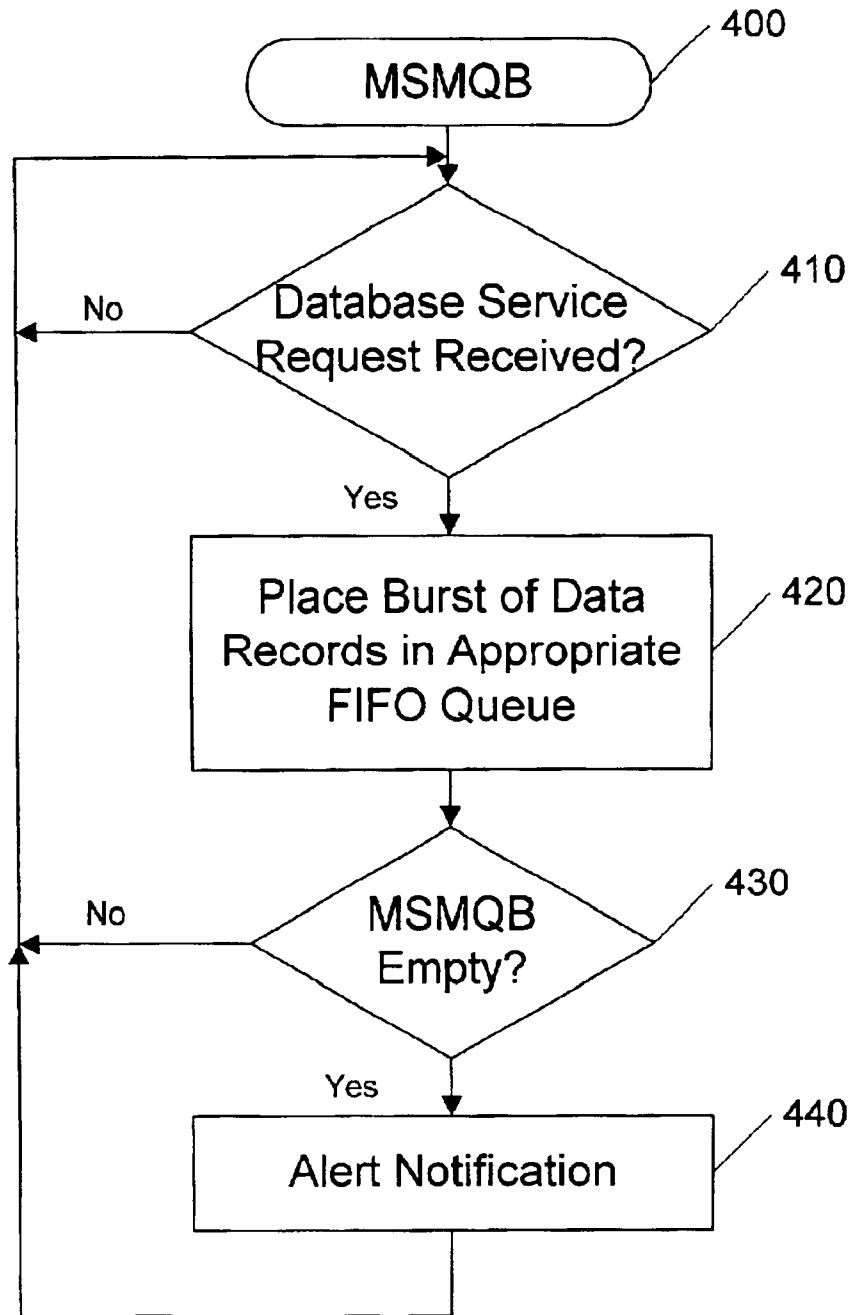 400
MSMQB
410
No
Database Service
Request Received?
Yes
420
Place Burst of Data
Records in Appropriate
FIFO Queue
430
No
MSMQB
Empty?
Yes
440
Alert Notification